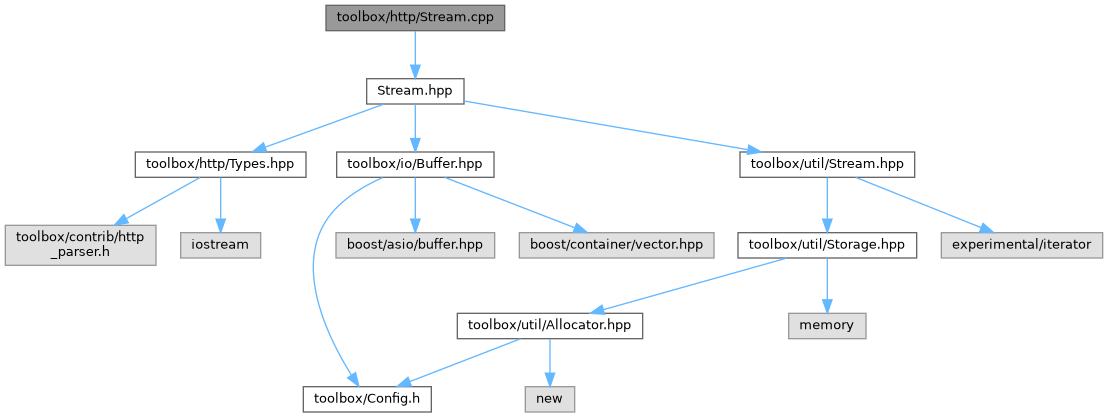 toolbox/http/Stream.cpp
Stream.hpp
toolbox/http/Types.hpp
toolbox/io/Buffer.hpp
toolbox/util/Stream.hpp
toolbox/contrib/http
_parser.h
iostream
boost/asio/buffer.hpp
boost/container/vector.hpp
toolbox/util/Storage.hpp
experimental/iterator
toolbox/util/Allocator.hpp
memory
toolbox/Config.h
new